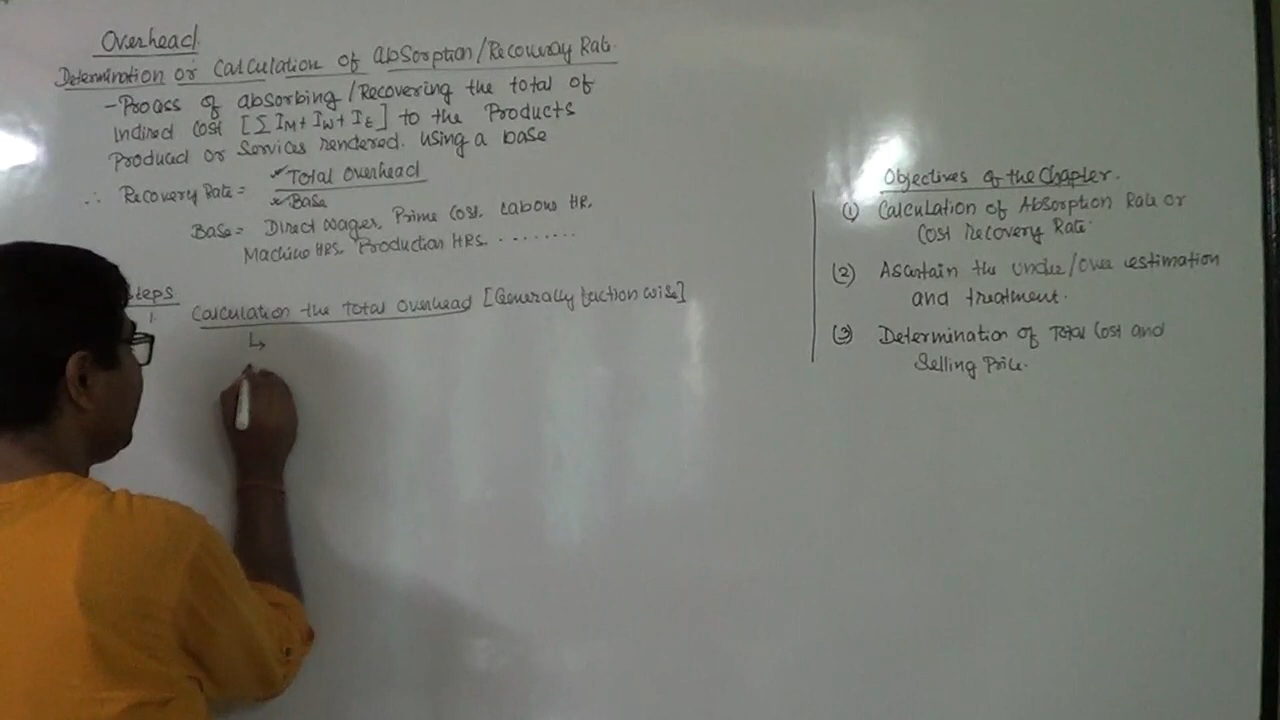 Overhead.
Determination or Calculation of Absorption/Recovery Rate.
- Process of absorbing/Recovering the total of
Indirect Cost [Σ IM + IW + IE] to the Products
Produced or Services rendered. using a base
∴ Recovery Rate = Total Overhead
Base
Base = Direct wages, Prime Cost, Labour HR,
Machine HRS, Production HRS. ........
Steps
1. Calculation the Total Overhead [Generally faction wise]
Objectives of the Chapter.
(1) Calculation of Absorption Rate or
Cost Recovery Rate.
(2) Ascertain the under/over estimation
and treatment.
(3) Determination of Total Cost and
Selling Price.